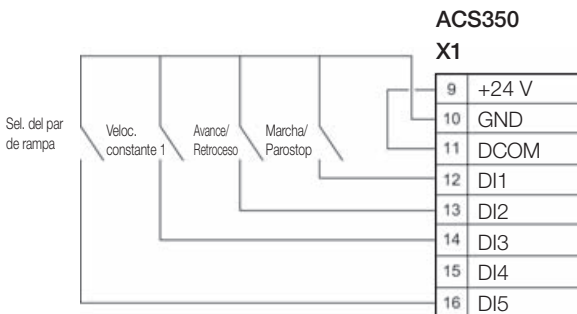 ACS350
X1
9 +24 V
10 GND
11 DCOM
12 DI1
13 DI2
14 DI3
15 DI4
16 DI5
Sel. del par
de rampa
Veloc.
constante 1
Avance/
Retroceso
Marcha/
Parostop